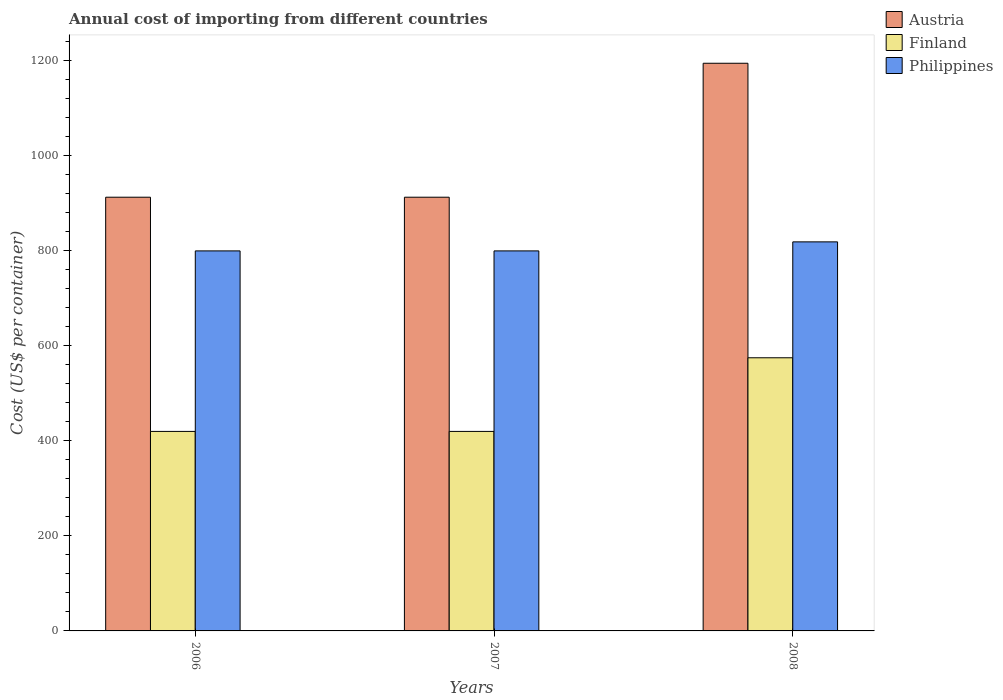 Annual cost of importing from different countries
Austria
Finland
Philippines
Cost (US$ per container)
1200
1000
800
600
400
200
0
2006
2007
2008
Years